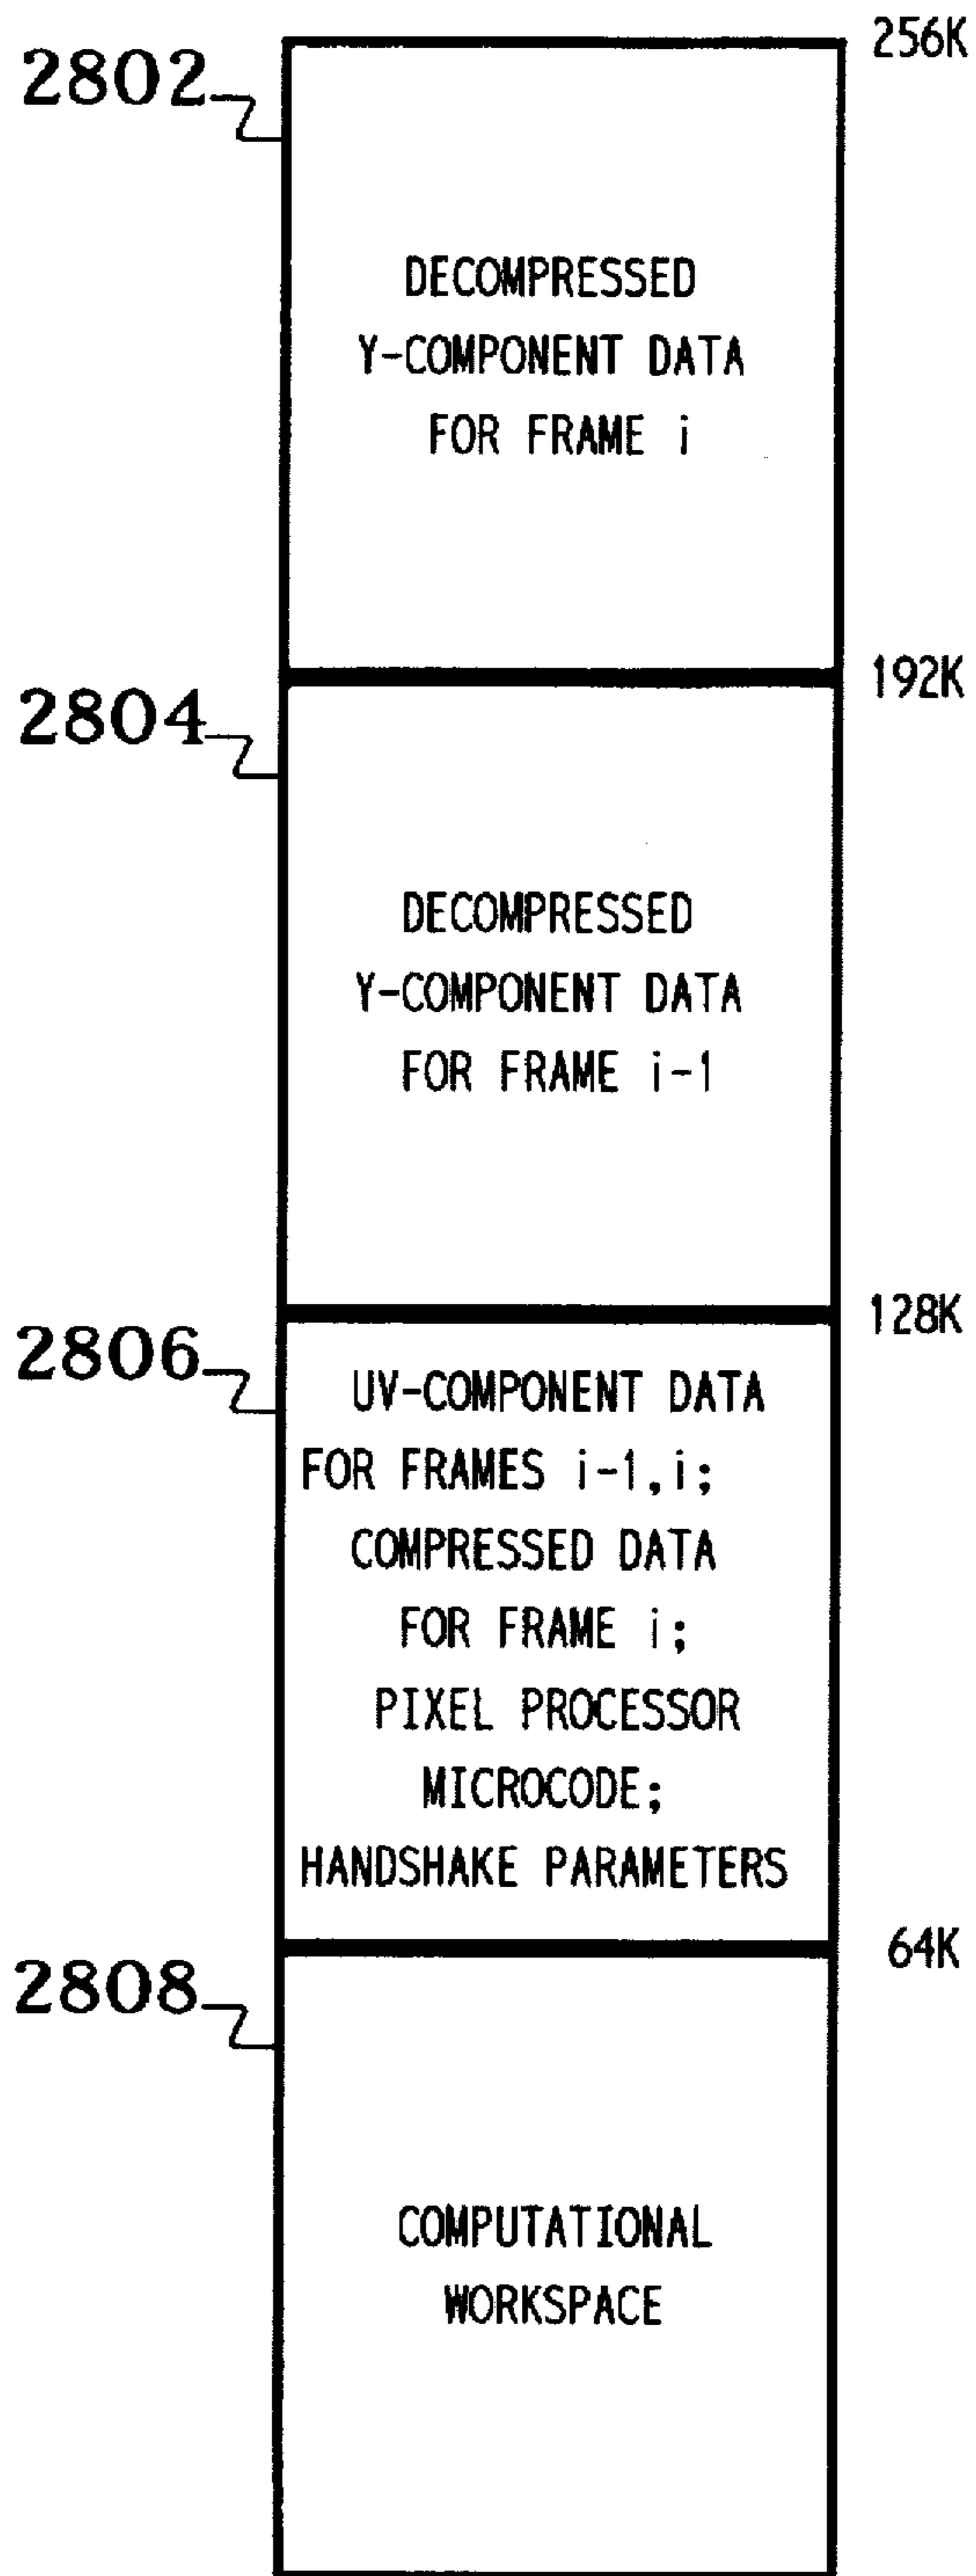 256K
2802
DECOMPRESSED
Y-COMPONENT DATA
FOR FRAME i
192K
2804
DECOMPRESSED
Y-COMPONENT DATA
FOR FRAME i-1
128K
2806
UV-COMPONENT DATA
FOR FRAMES i-1,i;
COMPRESSED DATA
FOR FRAME i;
PIXEL PROCESSOR
MICROCODE;
HANDSHAKE PARAMETERS
64K
2808
COMPUTATIONAL
WORKSPACE